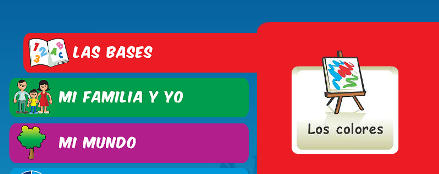 LAS BASES
MI FAMILIA Y YO
MI MUNDO
Los colores